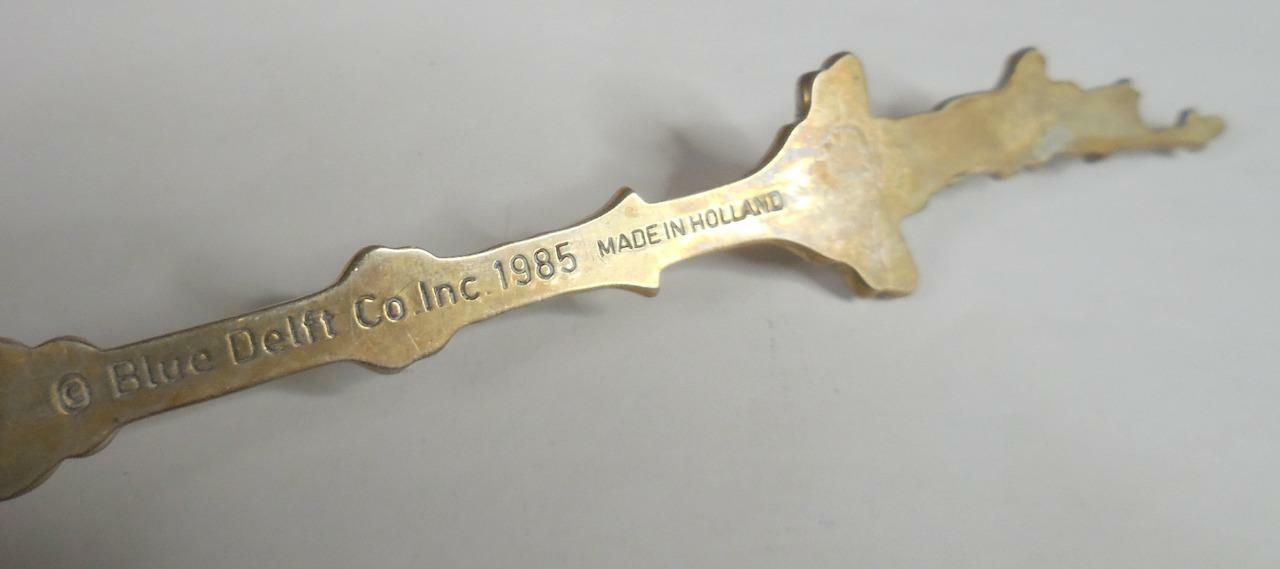 © Blue Delft Co.Inc. 1985 MADE IN HOLLAND